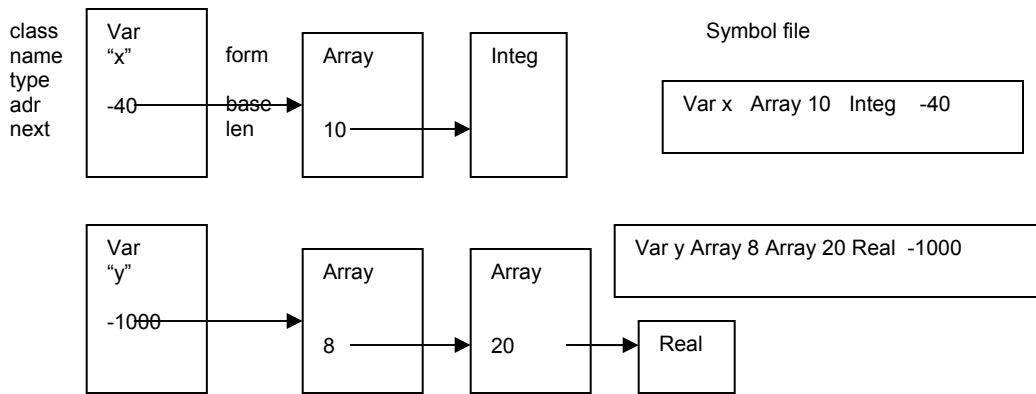 class
name
type
adr
next
Var
“x”
-40
form
base
len
Array
10
Integ
Symbol file
Var x Array 10 Integ -40
Var
“y”
-1000
Array
8
Array
20
Real
Var y Array 8 Array 20 Real -1000